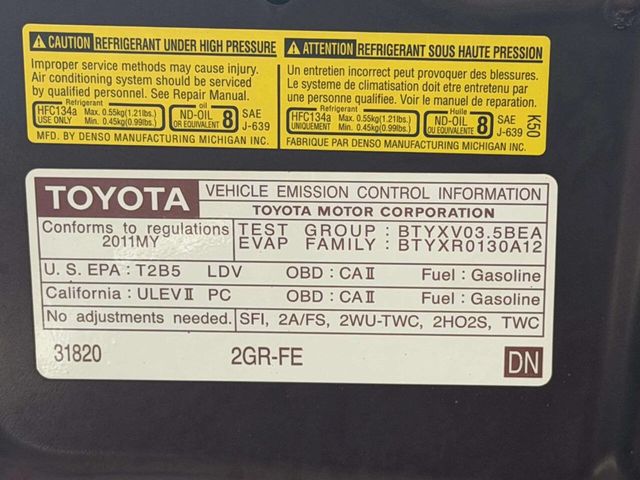 CAUTION REFRIGERANT UNDER HIGH PRESSURE
Improper service methods may cause injury.
Air conditioning system should be serviced
by qualified personnel. See Repair Manual.
Refrigerant
HFC134a USE ONLY Max. 0.55kg(1.21lbs.) Min. 0.45kg(0.99lbs.)
oil
ND-OIL OR EQUIVALENT 8 SAE J-639
MFD. BY DENSO MANUFACTURING MICHIGAN INC.
ATTENTION REFRIGERANT SOUS HAUTE PRESSION
Un entretien incorrect peut provoquer des blessures.
Le systeme de climatisation doit etre entretenu par
une personne qualifiée. Voir le manuel de reparation.
Refrigerant
HFC134a UNIQUEMENT Max. 0.55kg(1.21lbs.) Min. 0.45kg(0.99lbs.)
Huile
ND-OIL OU EQUIVALENT 8 SAE J-639
FABRIQUE PAR DENSO MANUFACTURING MICHIGAN INC.
K50
TOYOTA VEHICLE EMISSION CONTROL INFORMATION
TOYOTA MOTOR CORPORATION
Conforms to regulations
2011MY
TEST GROUP : BTYXV03.5BEA
EVAP FAMILY : BTYXR0130A12
U.S. EPA : T2B5 LDV OBD : CAII Fuel : Gasoline
California : ULEVII PC OBD : CAII Fuel : Gasoline
No adjustments needed. SFI, 2A/FS, 2WU-TWC, 2HO2S, TWC
31820 2GR-FE DN